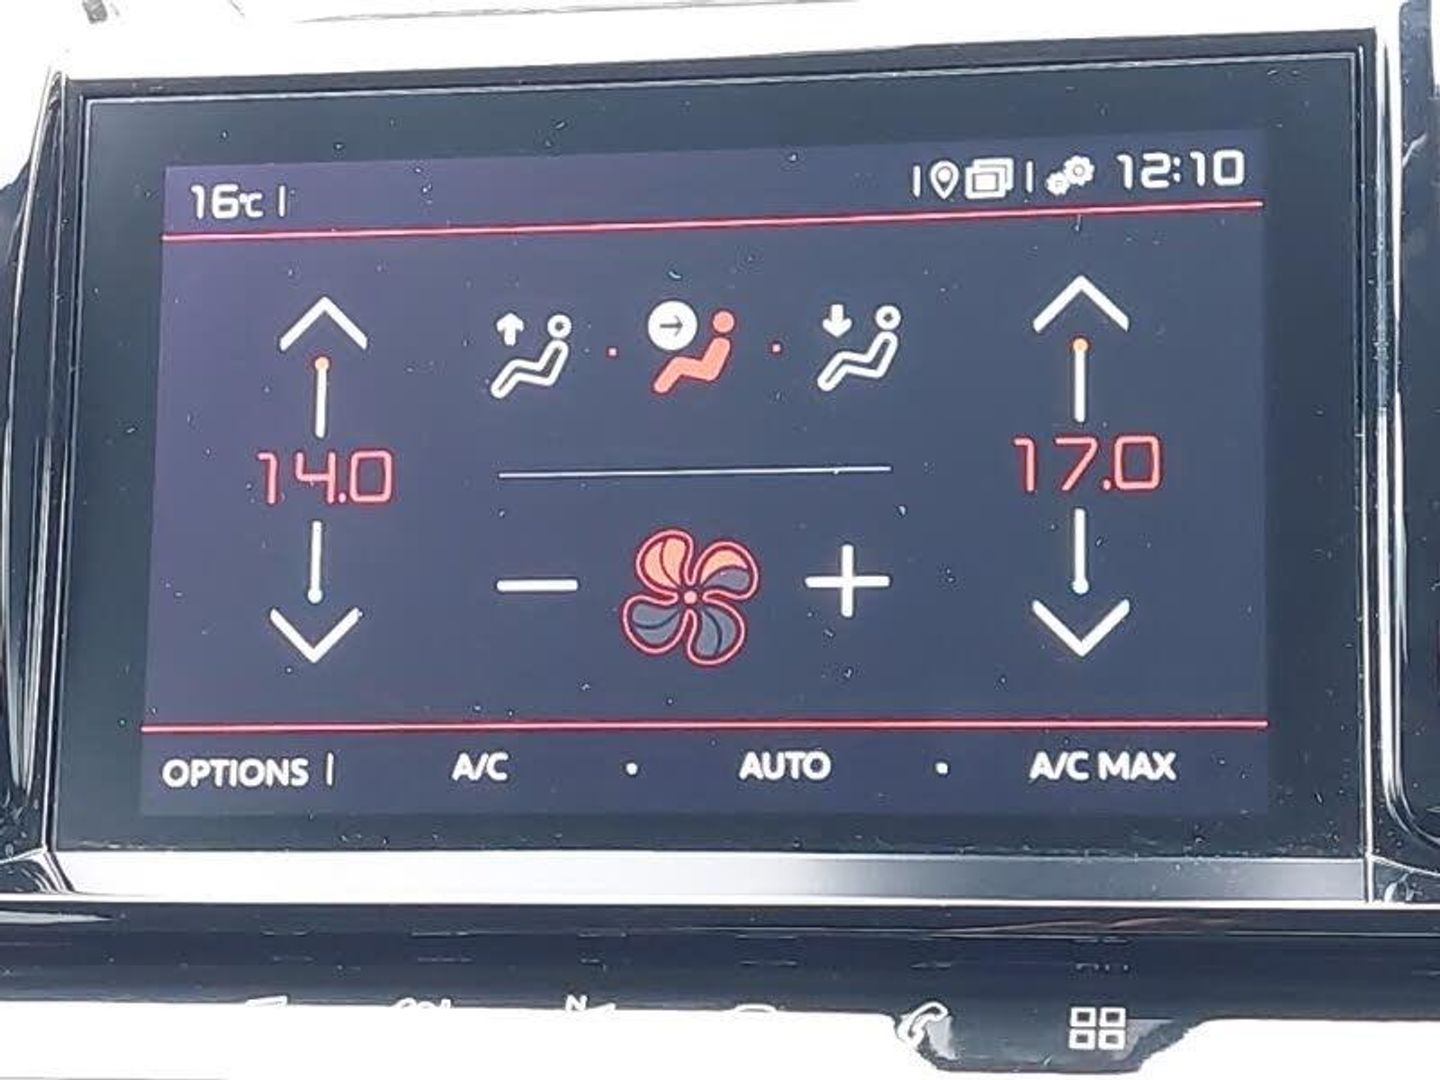 16°C
12:10
14.0
17.0
OPTIONS A/C AUTO A/C MAX
N